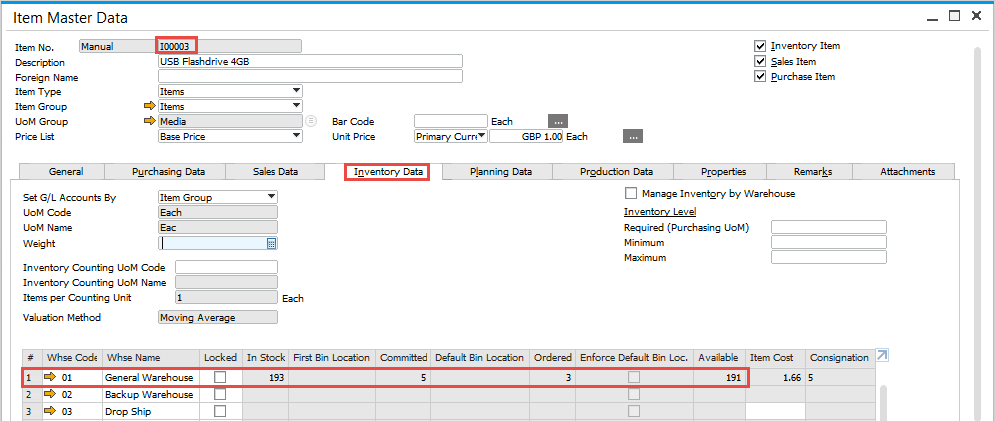 Item Master Data
Item No. Manual I00003 Inventory Item
Description USB Flashdrive 4GB Sales Item
Foreign Name Purchase Item
Item Type Items
Item Group Items
UoM Group Media Bar Code Each ...
Price List Base Price Unit Price Primary Curre GBP 1.00 Each ...
General Purchasing Data Sales Data Inventory Data Planning Data Production Data Properties Remarks Attachments
Set G/L Accounts By Item Group Manage Inventory by Warehouse
UoM Code Each Inventory Level
UoM Name Eac Required (Purchasing UoM)
Weight Minimum
Maximum
Inventory Counting UoM Code
Inventory Counting UoM Name
Items per Counting Unit 1 Each
Valuation Method Moving Average
# Whse Code Whse Name Locked In Stock First Bin Location Committed Default Bin Location Ordered Enforce Default Bin Loc. Available Item Cost Consignation
1 01 General Warehouse 193 5 3 191 1.66 5
2 02 Backup Warehouse
3 03 Drop Ship